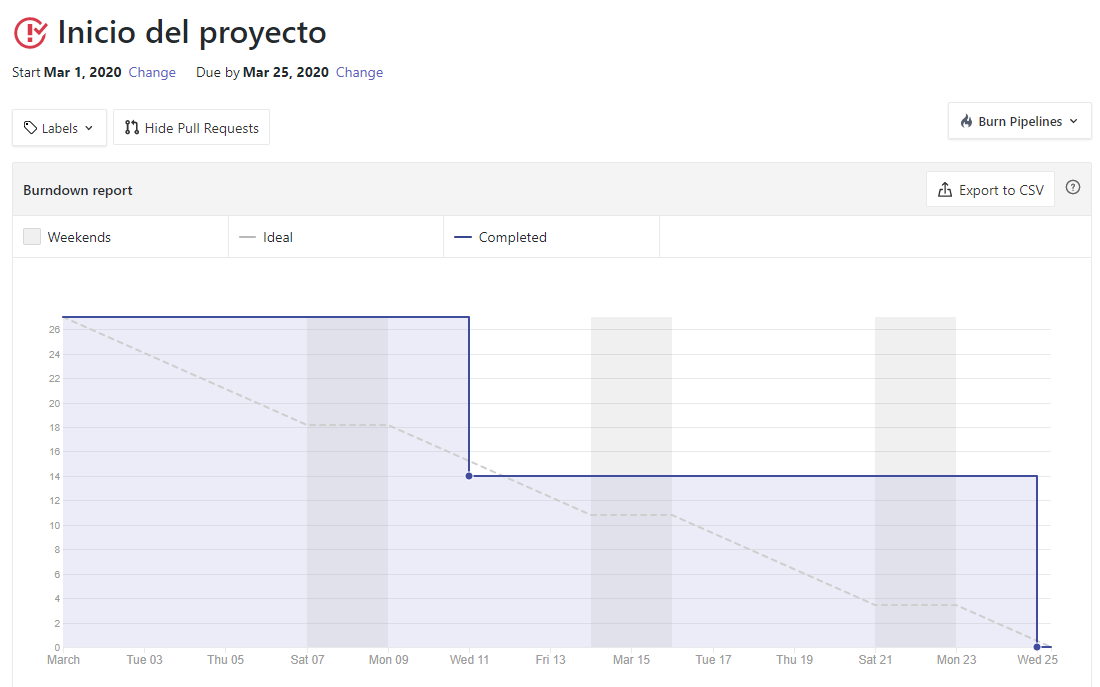 Inicio del proyecto
Start Mar 1, 2020 Change Due by Mar 25, 2020 Change
Labels Hide Pull Requests Burn Pipelines
Burndown report Export to CSV ?
Weekends Ideal Completed
26
24
22
20
18
16
14
12
10
8
6
4
2
0
March Tue 03 Thu 05 Sat 07 Mon 09 Wed 11 Fri 13 Mar 15 Tue 17 Thu 19 Sat 21 Mon 23 Wed 25